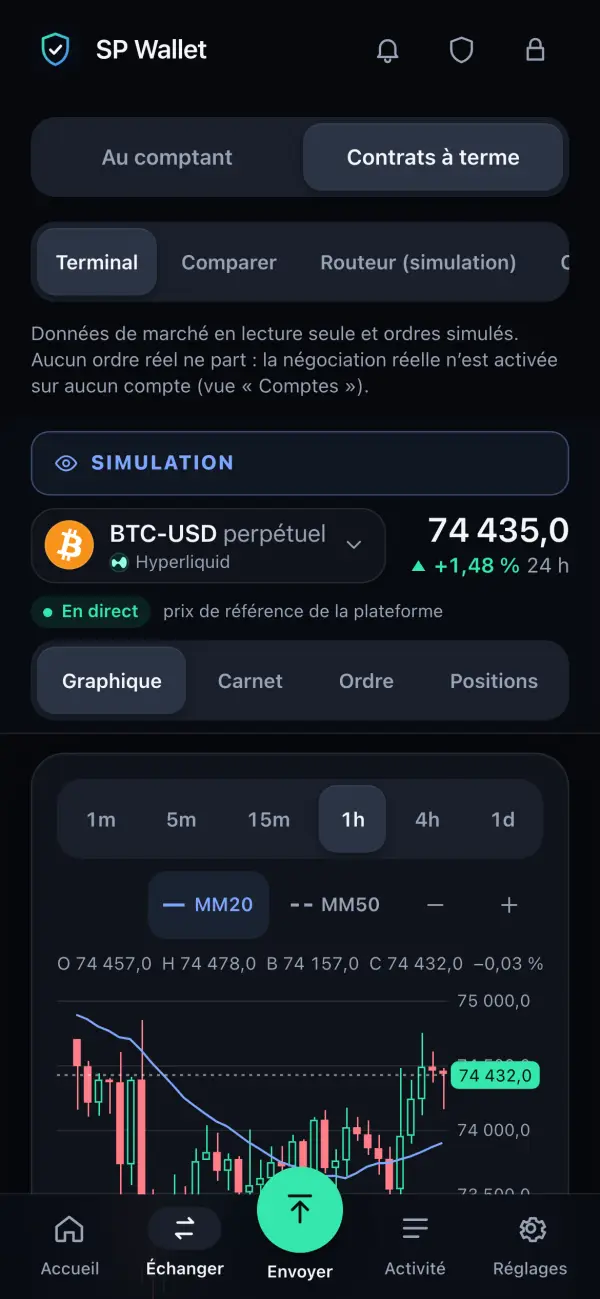 SP Wallet
Au comptant
Contrats à terme
Terminal
Comparer
Routeur (simulation)
Données de marché en lecture seule et ordres simulés.
Aucun ordre réel ne part : la négociation réelle n’est activée
sur aucun compte (vue « Comptes »).
SIMULATION
BTC-USD perpétuel
Hyperliquid
74 435,0
+1,48 % 24 h
En direct
prix de référence de la plateforme
Graphique
Carnet
Ordre
Positions
1m
5m
15m
1h
4h
1d
MM20
MM50
O 74 457,0 H 74 478,0 B 74 157,0 C 74 432,0 −0,03 %
75 000,0
74 432,0
74 000,0
Accueil
Échanger
Envoyer
Activité
Réglages